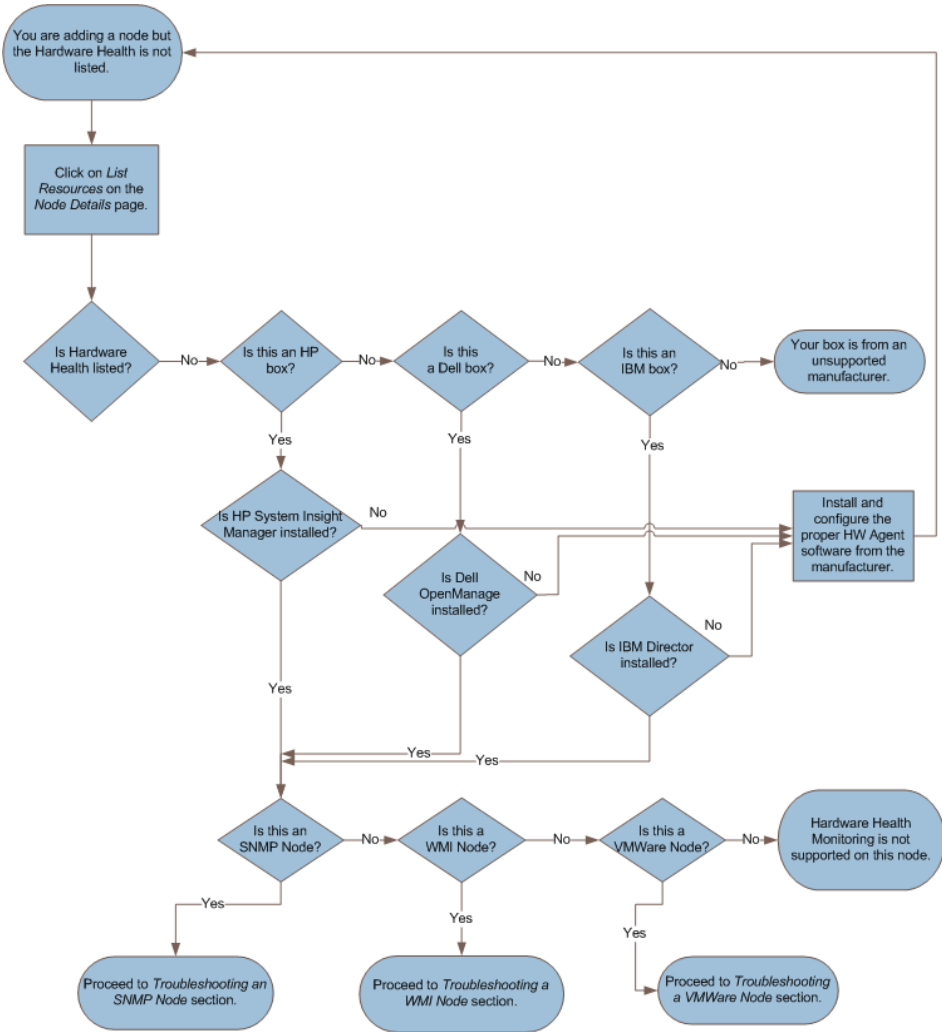 You are adding a node but
the Hardware Health is not
listed.
Click on List
Resources on the
Node Details page.
Is Hardware
Health listed?
No
Is this an HP
box?
No
Is this
a Dell box?
No
Is this an
IBM box?
No
Your box is from an
unsupported
manufacturer.
Yes
Yes
Yes
Is HP System Insight
Manager installed?
No
Install and
configure the
proper HW Agent
software from the
manufacturer.
Is Dell
OpenManage
installed?
No
Is IBM Director
installed?
No
Yes
Yes
Yes
Is this an
SNMP Node?
No
Is this a
WMI Node?
No
Is this a
VMWare Node?
No
Hardware Health
Monitoring is not
supported on this node.
Yes
Yes
Yes
Proceed to Troubleshooting an
SNMP Node section.
Proceed to Troubleshooting a
WMI Node section.
Proceed to Troubleshooting
a VMWare Node section.